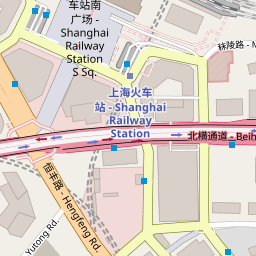 车站南
广场 -
Shanghai
Railway
Station
S Sq.
秣陵路 - M
上海火车
站 - Shanghai
Railway
Station
北横通道 - Beih
恒丰路 - Hengfeng Rd.
Yutong Rd.